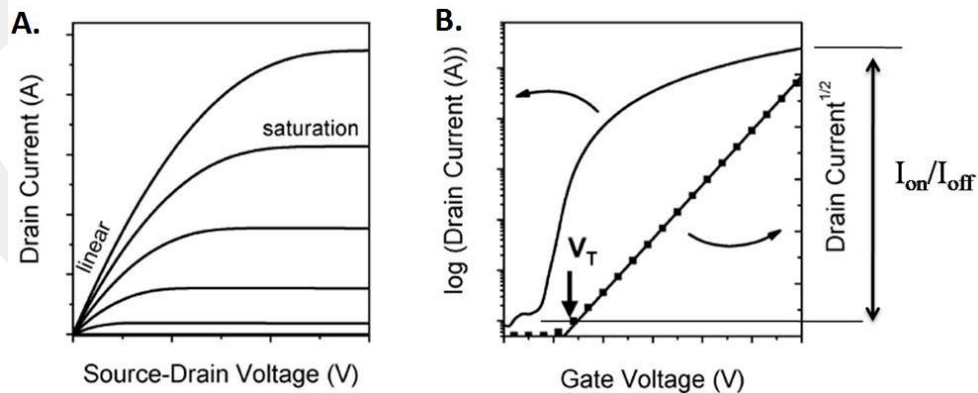 A.
Drain Current (A)
linear
saturation
Source-Drain Voltage (V)
B.
log (Drain Current (A))
V_T
Drain Current^1/2
I_on/I_off
Gate Voltage (V)